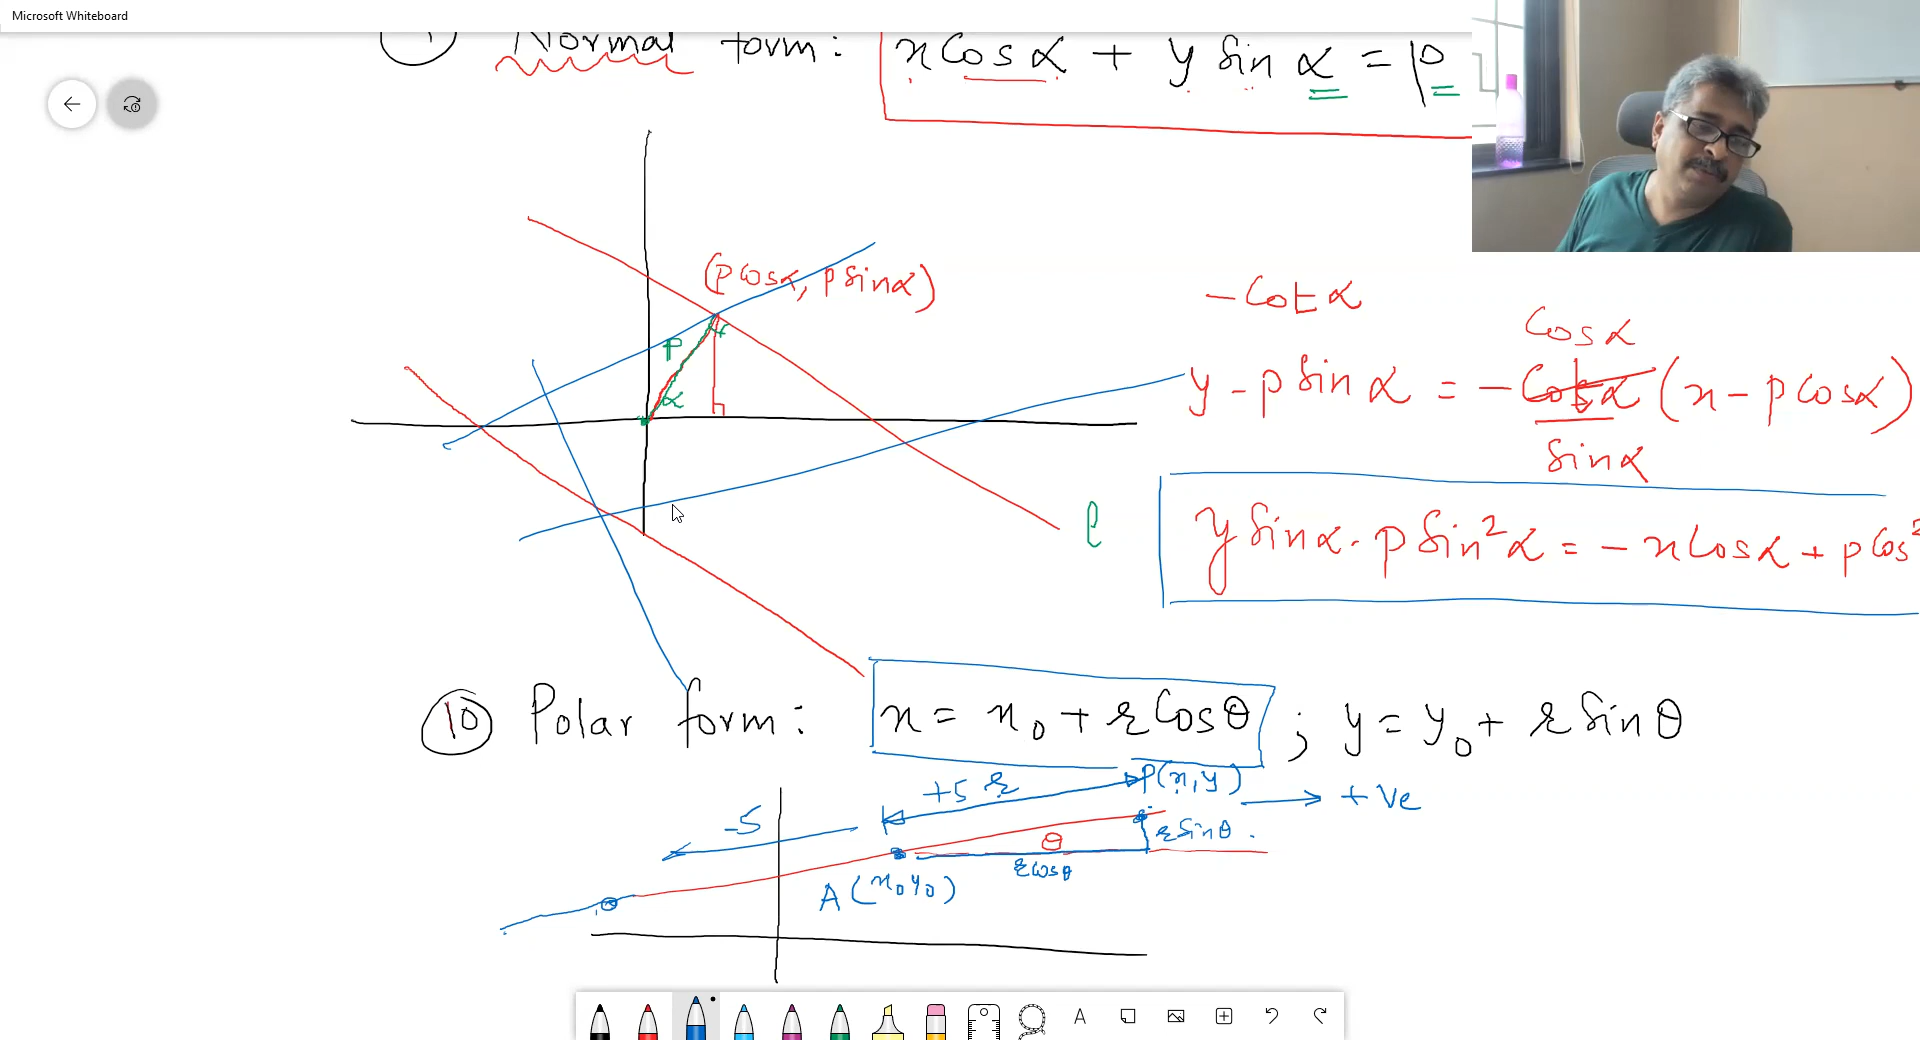 Microsoft Whiteboard
Normal form: x cos α + y sin α = p
(p cos α, p sin α)
p
α
l
- cot α
cos α
y - p sin α = - cot α (x - p cos α)
sin α
y sin α - p sin² α = - x cos α + p cos²
10 Polar form: x = x₀ + r cos θ ; y = y₀ + r sin θ
+5 r
P(x, y)
→ +ve
-5
θ
r sin θ .
r cos θ
A (x₀ y₀)
A